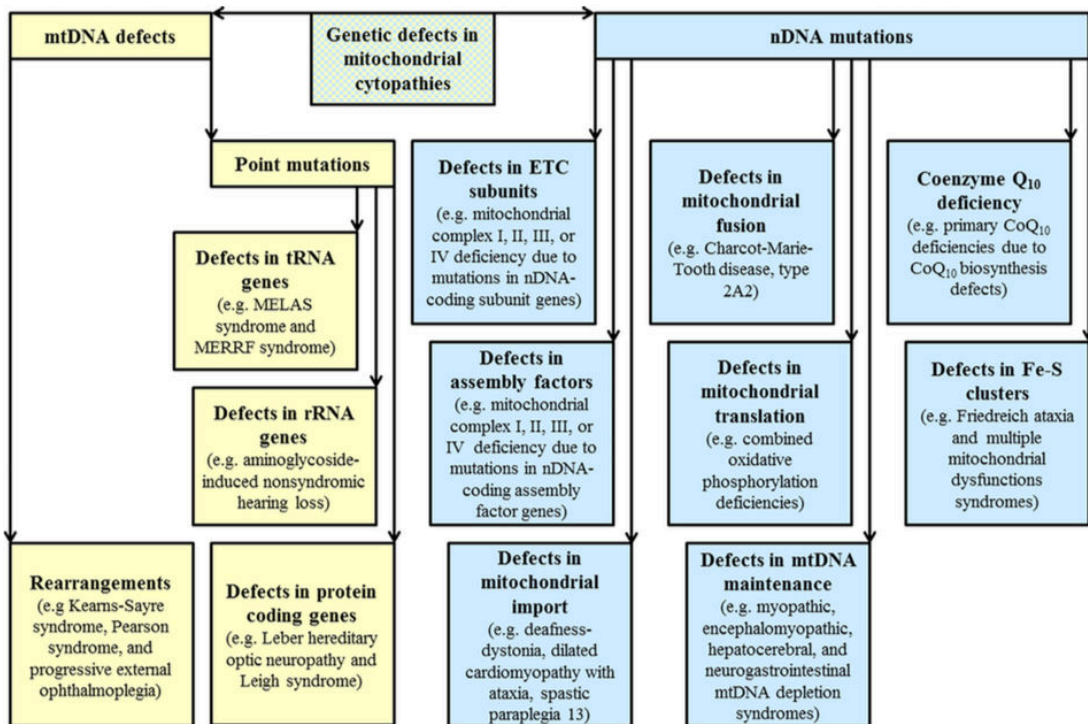 mtDNA defects
Genetic defects in
mitochondrial
cytopathies
nDNA mutations
Point mutations
Defects in tRNA
genes
(e.g. MELAS
syndrome and
MERRF syndrome)
Defects in rRNA
genes
(e.g. aminoglycoside-
induced nonsyndromic
hearing loss)
Rearrangements
(e.g Kearns-Sayre
syndrome, Pearson
syndrome, and
progressive external
ophthalmoplegia)
Defects in protein
coding genes
(e.g. Leber hereditary
optic neuropathy and
Leigh syndrome)
Defects in ETC
subunits
(e.g. mitochondrial
complex I, II, III, or
IV deficiency due to
mutations in nDNA-
coding subunit genes)
Defects in
assembly factors
(e.g. mitochondrial
complex I, II, III, or
IV deficiency due to
mutations in nDNA-
coding assembly
factor genes)
Defects in
mitochondrial
import
(e.g. deafness-
dystonia, dilated
cardiomyopathy with
ataxia, spastic
paraplegia 13)
Defects in
mitochondrial
fusion
(e.g. Charcot-Marie-
Tooth disease, type
2A2)
Defects in
mitochondrial
translation
(e.g. combined
oxidative
phosphorylation
deficiencies)
Defects in mtDNA
maintenance
(e.g. myopathic,
encephalomyopathic,
hepatocerebral, and
neurogastrointestinal
mtDNA depletion
syndromes)
Coenzyme Q₁₀
deficiency
(e.g. primary CoQ₁₀
deficiencies due to
CoQ₁₀ biosynthesis
defects)
Defects in Fe-S
clusters
(e.g. Friedreich ataxia
and multiple
mitochondrial
dysfunctions
syndromes)